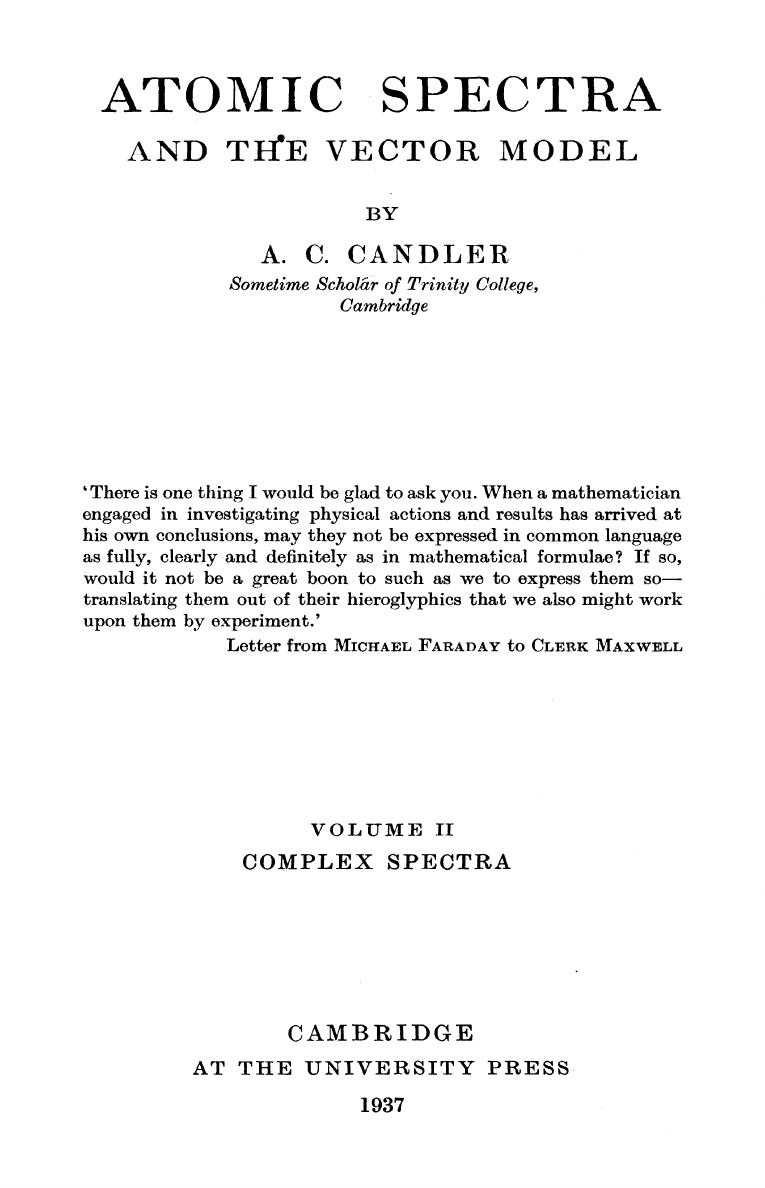 ATOMIC SPECTRA
AND THE VECTOR MODEL
BY
A. C. CANDLER
Sometime Scholar of Trinity College,
Cambridge
‘There is one thing I would be glad to ask you. When a mathematician
engaged in investigating physical actions and results has arrived at
his own conclusions, may they not be expressed in common language
as fully, clearly and definitely as in mathematical formulae? If so,
would it not be a great boon to such as we to express them so—
translating them out of their hieroglyphics that we also might work
upon them by experiment.’
Letter from MICHAEL FARADAY to CLERK MAXWELL
VOLUME II
COMPLEX SPECTRA
CAMBRIDGE
AT THE UNIVERSITY PRESS
1937